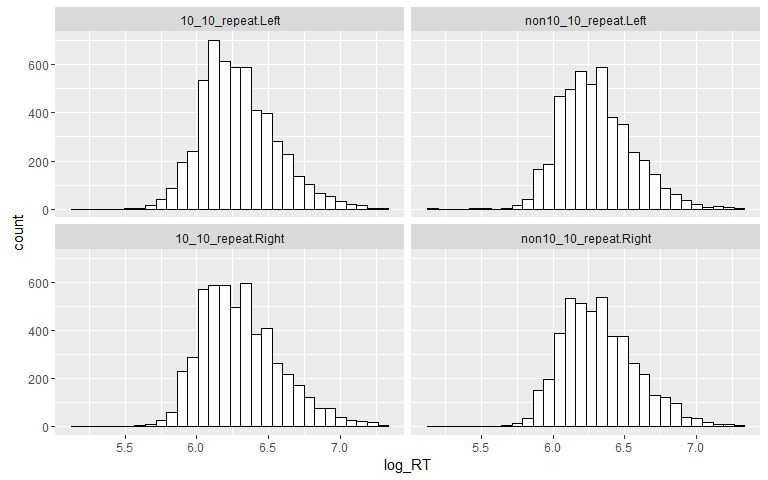 10_10_repeat.Left
non10_10_repeat.Left
600
400
200
0
10_10_repeat.Right
non10_10_repeat.Right
600
400
200
0
count
5.5 6.0 6.5 7.0
5.5 6.0 6.5 7.0
log_RT